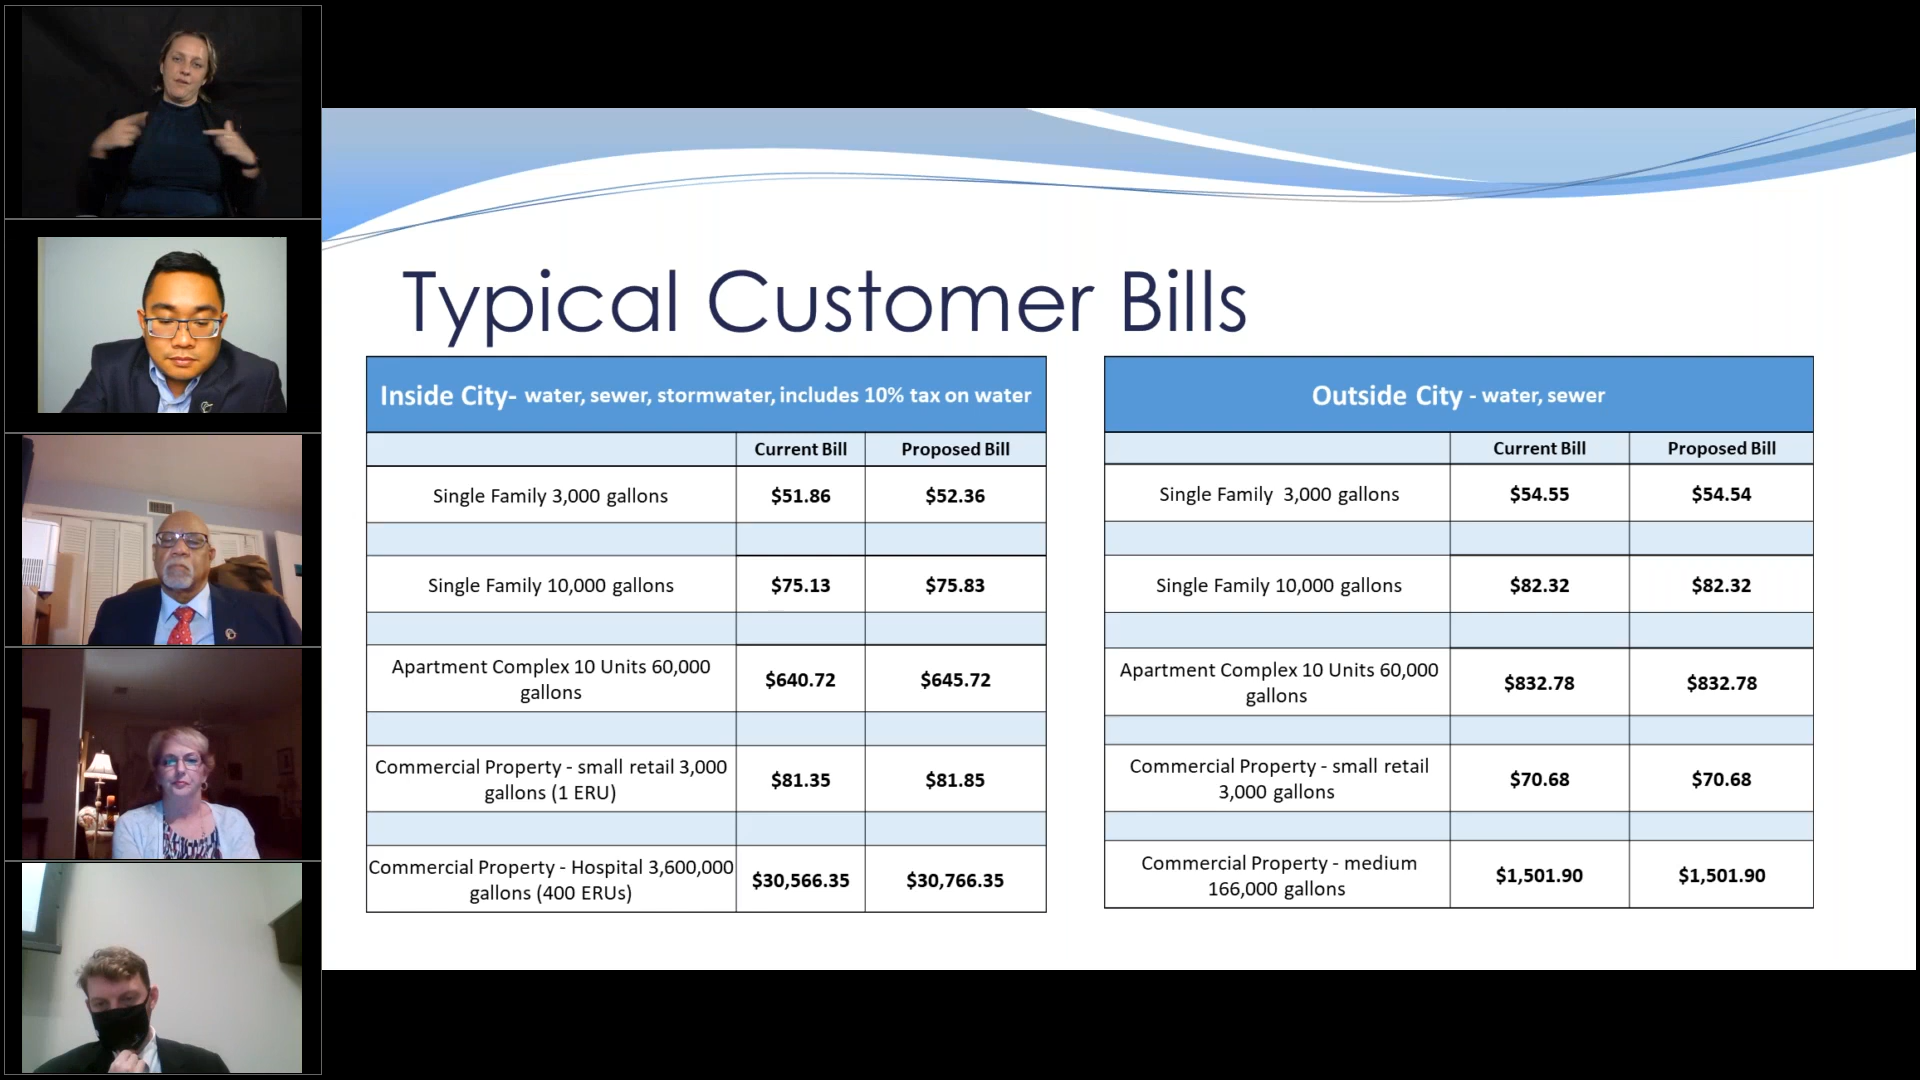 Typical Customer Bills
Inside City- water, sewer, stormwater, includes 10% tax on water
Current Bill Proposed Bill
Single Family 3,000 gallons $51.86 $52.36
Single Family 10,000 gallons $75.13 $75.83
Apartment Complex 10 Units 60,000
gallons $640.72 $645.72
Commercial Property - small retail 3,000
gallons (1 ERU) $81.35 $81.85
Commercial Property - Hospital 3,600,000
gallons (400 ERUs) $30,566.35 $30,766.35
Outside City - water, sewer
Current Bill Proposed Bill
Single Family 3,000 gallons $54.55 $54.54
Single Family 10,000 gallons $82.32 $82.32
Apartment Complex 10 Units 60,000
gallons $832.78 $832.78
Commercial Property - small retail
3,000 gallons $70.68 $70.68
Commercial Property - medium
166,000 gallons $1,501.90 $1,501.90